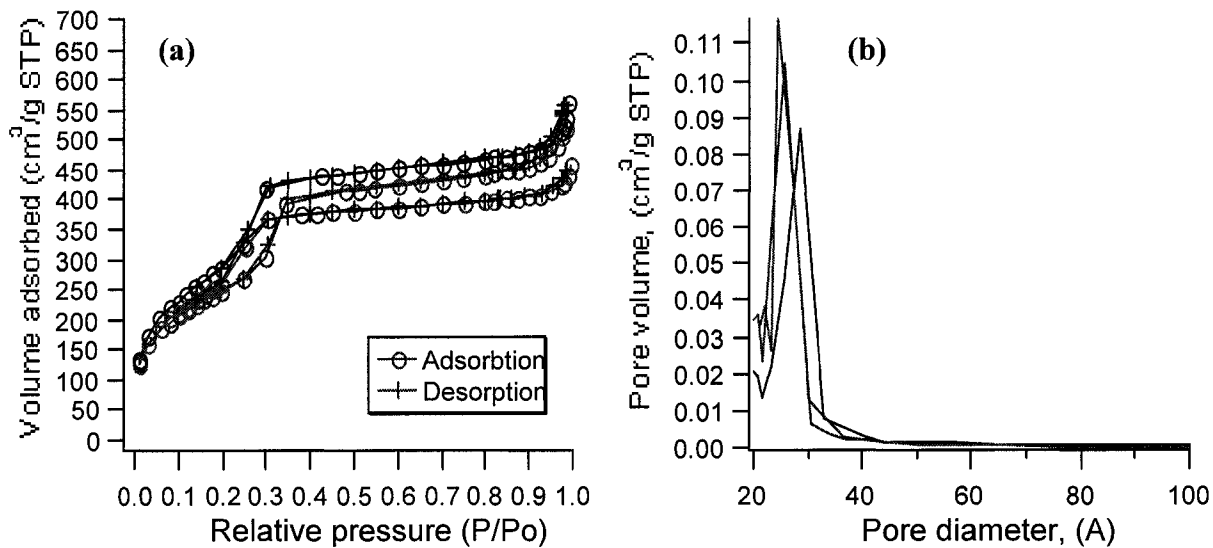 (a)
Volume adsorbed (cm³/g STP)
700
650
600
550
500
450
400
350
300
250
200
150
100
50
0
Adsorbtion
Desorption
0.0 0.1 0.2 0.3 0.4 0.5 0.6 0.7 0.8 0.9 1.0
Relative pressure (P/Po)
(b)
Pore volume, (cm³/g STP)
0.11
0.10
0.09
0.08
0.07
0.06
0.05
0.04
0.03
0.02
0.01
0.00
20 40 60 80 100
Pore diameter, (A)